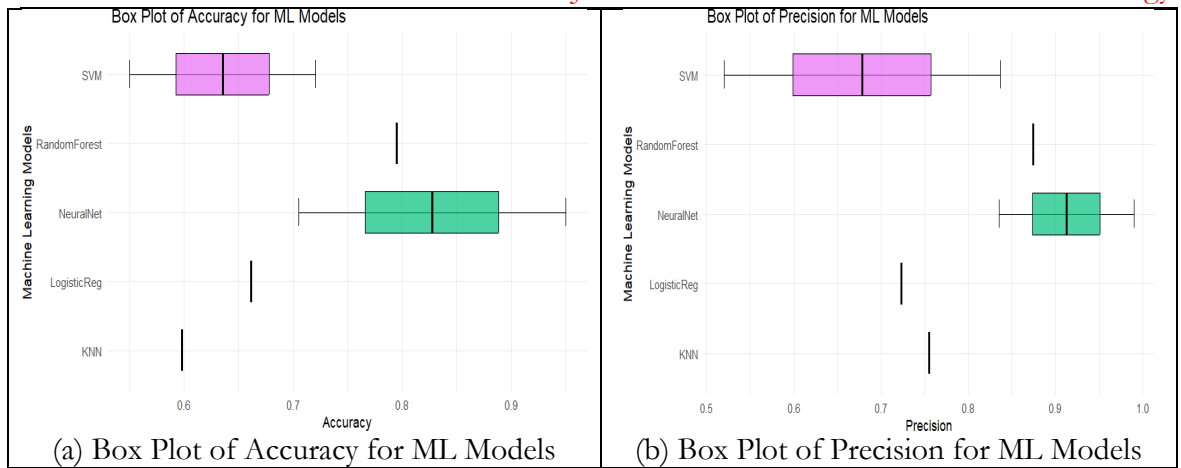 Box Plot of Accuracy for ML Models
Machine Learning Models
SVM
RandomForest
NeuralNet
LogisticReg
KNN
0.6 0.7 0.8 0.9
Accuracy
(a) Box Plot of Accuracy for ML Models
Box Plot of Precision for ML Models
Machine Learning Models
SVM
RandomForest
NeuralNet
LogisticReg
KNN
0.5 0.6 0.7 0.8 0.9 1.0
Precision
(b) Box Plot of Precision for ML Models